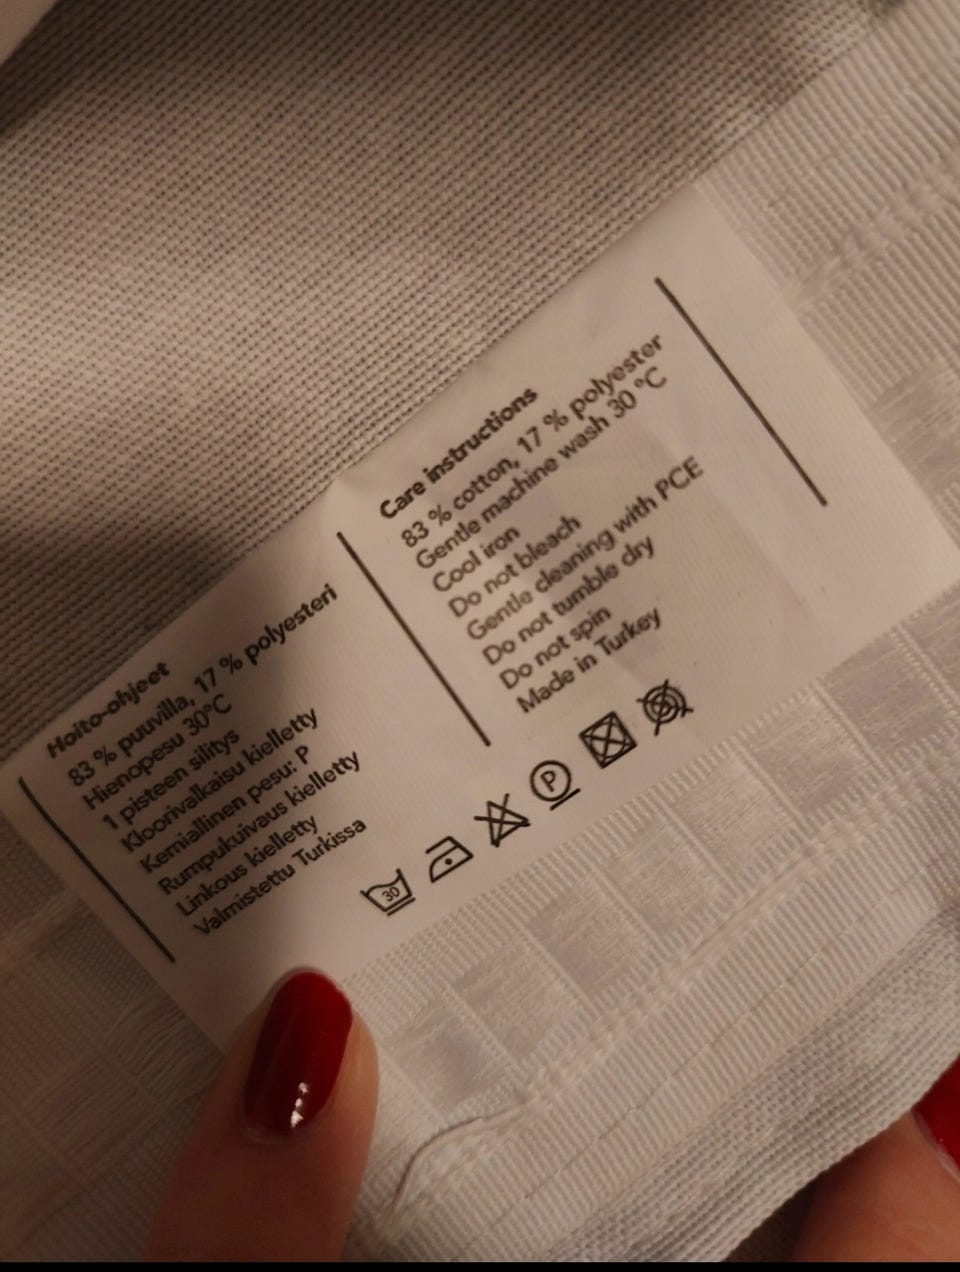 Hoito-ohjeet
83 % puuvilla, 17 % polyesteri
Hienopesu 30°C
1 pisteen silitys
Kloorivalkaisu kielletty
Kemiallinen pesu: P
Rumpukuivaus kielletty
Linkous kielletty
Valmistettu Turkissa
Care instructions
83 % cotton, 17 % polyester
Gentle machine wash 30 °C
Cool iron
Do not bleach
Gentle cleaning with PCE
Do not tumble dry
Do not spin
Made in Turkey
30 P